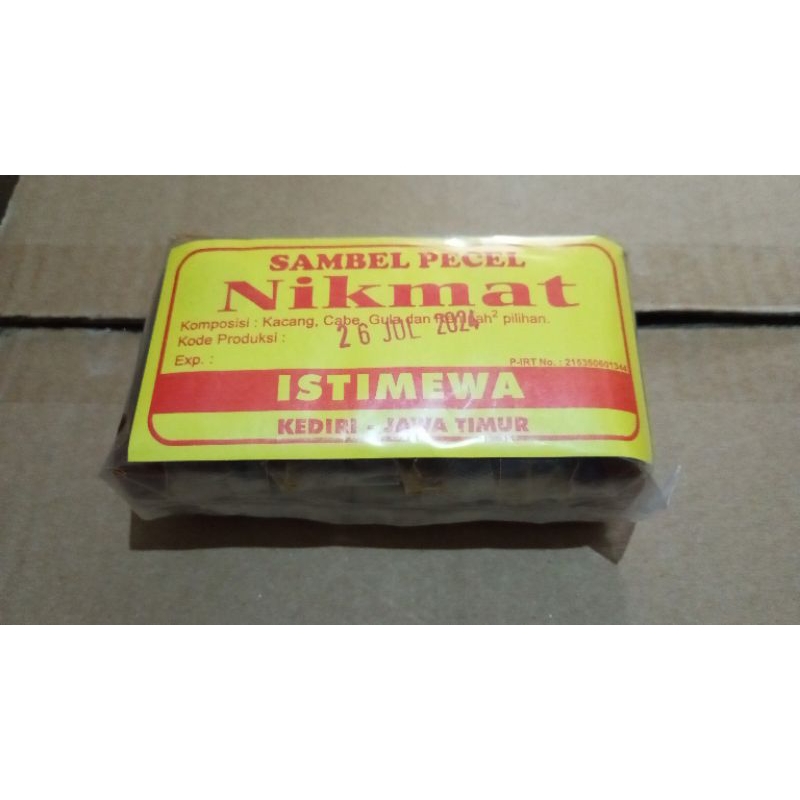 SAMBEL PECEL
Nikmat
Komposisi : Kacang, Cabe, Gula dan Rempah² pilihan.
Kode Produksi :
26 JUL 2024
Exp. :
P-IRT No. :
ISTIMEWA
KEDIRI - JAWA TIMUR